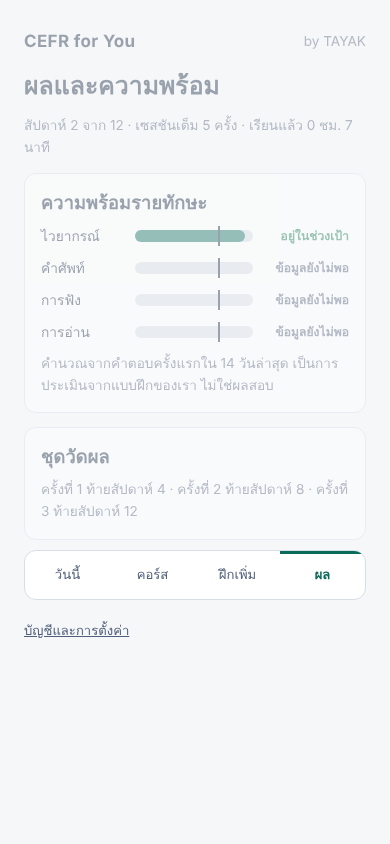 CEFR for You
by TAYAK
ผลและความพร้อม
สัปดาห์ 2 จาก 12 · เซสชันเต็ม 5 ครั้ง · เรียนแล้ว 0 ชม. 7
นาที
ความพร้อมรายทักษะ
ไวยากรณ์
อยู่ในช่วงเป้า
คำศัพท์
ข้อมูลยังไม่พอ
การฟัง
ข้อมูลยังไม่พอ
การอ่าน
ข้อมูลยังไม่พอ
คำนวณจากคำตอบครั้งแรกใน 14 วันล่าสุด เป็นการ
ประเมินจากแบบฝึกของเรา ไม่ใช่ผลสอบ
ชุดวัดผล
ครั้งที่ 1 ท้ายสัปดาห์ 4 · ครั้งที่ 2 ท้ายสัปดาห์ 8 · ครั้งที่
3 ท้ายสัปดาห์ 12
วันนี้
คอร์ส
ฝึกเพิ่ม
ผล
บัญชีและการตั้งค่า